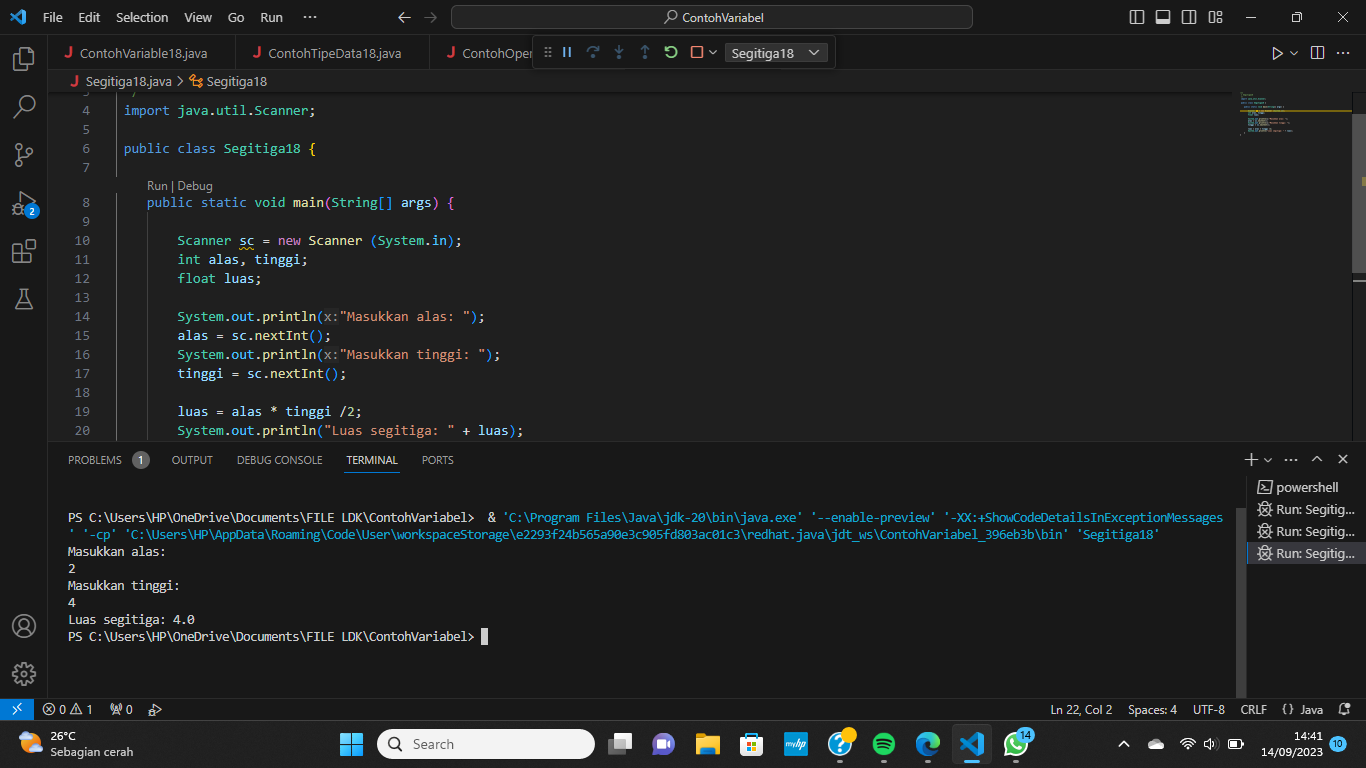 File Edit Selection View Go Run ··· ContohVariabel
ContohVariable18.java ContohTipeData18.java ContohOper Segitiga18
Segitiga18.java > Segitiga18
4 import java.util.Scanner;
5
6 public class Segitiga18 {
7
Run | Debug
8 public static void main(String[] args) {
9
10 Scanner sc = new Scanner (System.in);
11 int alas, tinggi;
12 float luas;
13
14 System.out.println(x:"Masukkan alas: ");
15 alas = sc.nextInt();
16 System.out.println(x:"Masukkan tinggi: ");
17 tinggi = sc.nextInt();
18
19 luas = alas * tinggi /2;
20 System.out.println("Luas segitiga: " + luas);
2
PROBLEMS 1 OUTPUT DEBUG CONSOLE TERMINAL PORTS
powershell
Run: Segitig...
Run: Segitig...
Run: Segitig...
PS C:\Users\HP\OneDrive\Documents\FILE LDK\ContohVariabel> & 'C:\Program Files\Java\jdk-20\bin\java.exe' '--enable-preview' '-XX:+ShowCodeDetailsInExceptionMessages
' '-cp' 'C:\Users\HP\AppData\Roaming\Code\User\workspaceStorage\e2293f24b565a90e3c905fd803ac01c3\redhat.java\jdt_ws\ContohVariabel_396eb3b\bin' 'Segitiga18'
Masukkan alas:
2
Masukkan tinggi:
4
Luas segitiga: 4.0
PS C:\Users\HP\OneDrive\Documents\FILE LDK\ContohVariabel>
0 1 0 Ln 22, Col 2 Spaces: 4 UTF-8 CRLF {} Java
26°C
Sebagian cerah
Search
myhp
14
14:41
14/09/2023
10